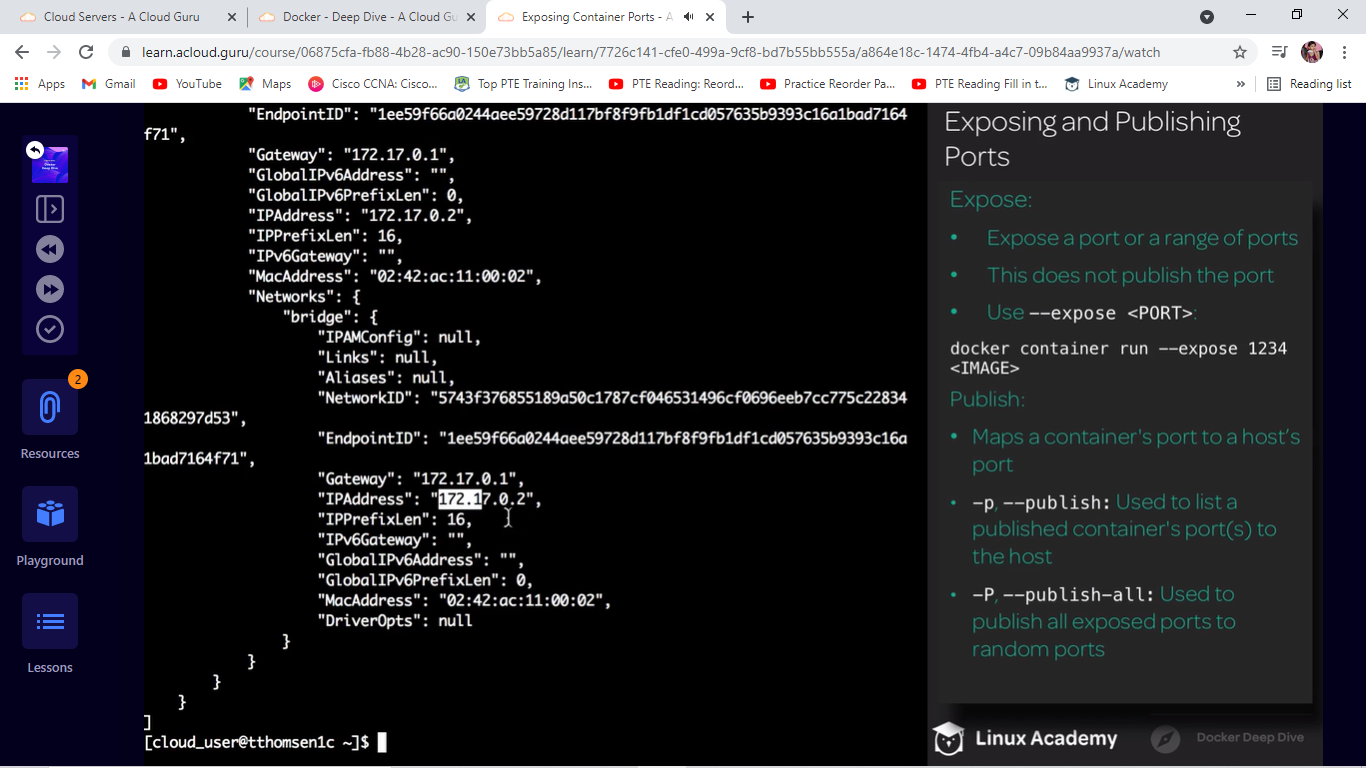 Cloud Servers - A Cloud Guru
Docker - Deep Dive - A Cloud Gu
Exposing Container Ports - A
learn.acloud.guru/course/06875cfa-fb88-4b28-ac90-150e73bb5a85/learn/7726c141-cfe0-499a-9cf8-bd7b55bb555a/a864e18c-1474-4fb4-a4c7-09b84aa9937a/watch
Apps
Gmail
YouTube
Maps
Cisco CCNA: Cisco...
Top PTE Training Ins...
PTE Reading: Reord...
Practice Reorder Pa...
PTE Reading Fill in t...
Linux Academy
»
Reading list
2
Resources
Playground
Lessons
"EndpointID": "1ee59f66a0244aee59728d117bf8f9fb1df1cd057635b9393c16a1bad7164
f71",
"Gateway": "172.17.0.1",
"GlobalIPv6Address": "",
"GlobalIPv6PrefixLen": 0,
"IPAddress": "172.17.0.2",
"IPPrefixLen": 16,
"IPv6Gateway": "",
"MacAddress": "02:42:ac:11:00:02",
"Networks": {
"bridge": {
"IPAMConfig": null,
"Links": null,
"Aliases": null,
"NetworkID": "5743f376855189a50c1787cf046531496cf0696eeb7cc775c22834
1868297d53",
"EndpointID": "1ee59f66a0244aee59728d117bf8f9fb1df1cd057635b9393c16a
1bad7164f71",
"Gateway": "172.17.0.1",
"IPAddress": "172.17.0.2",
"IPPrefixLen": 16,
"IPv6Gateway": "",
"GlobalIPv6Address": "",
"GlobalIPv6PrefixLen": 0,
"MacAddress": "02:42:ac:11:00:02",
"DriverOpts": null
}
}
}
}
]
[cloud_user@tthomsen1c ~]$
Exposing and Publishing
Ports
Expose:
• Expose a port or a range of ports
• This does not publish the port
• Use --expose <PORT>:
docker container run --expose 1234
<IMAGE>
Publish:
• Maps a container's port to a host's
port
• -p, --publish: Used to list a
published container's port(s) to
the host
• -P, --publish-all: Used to
publish all exposed ports to
random ports
Linux Academy
Docker Deep Dive